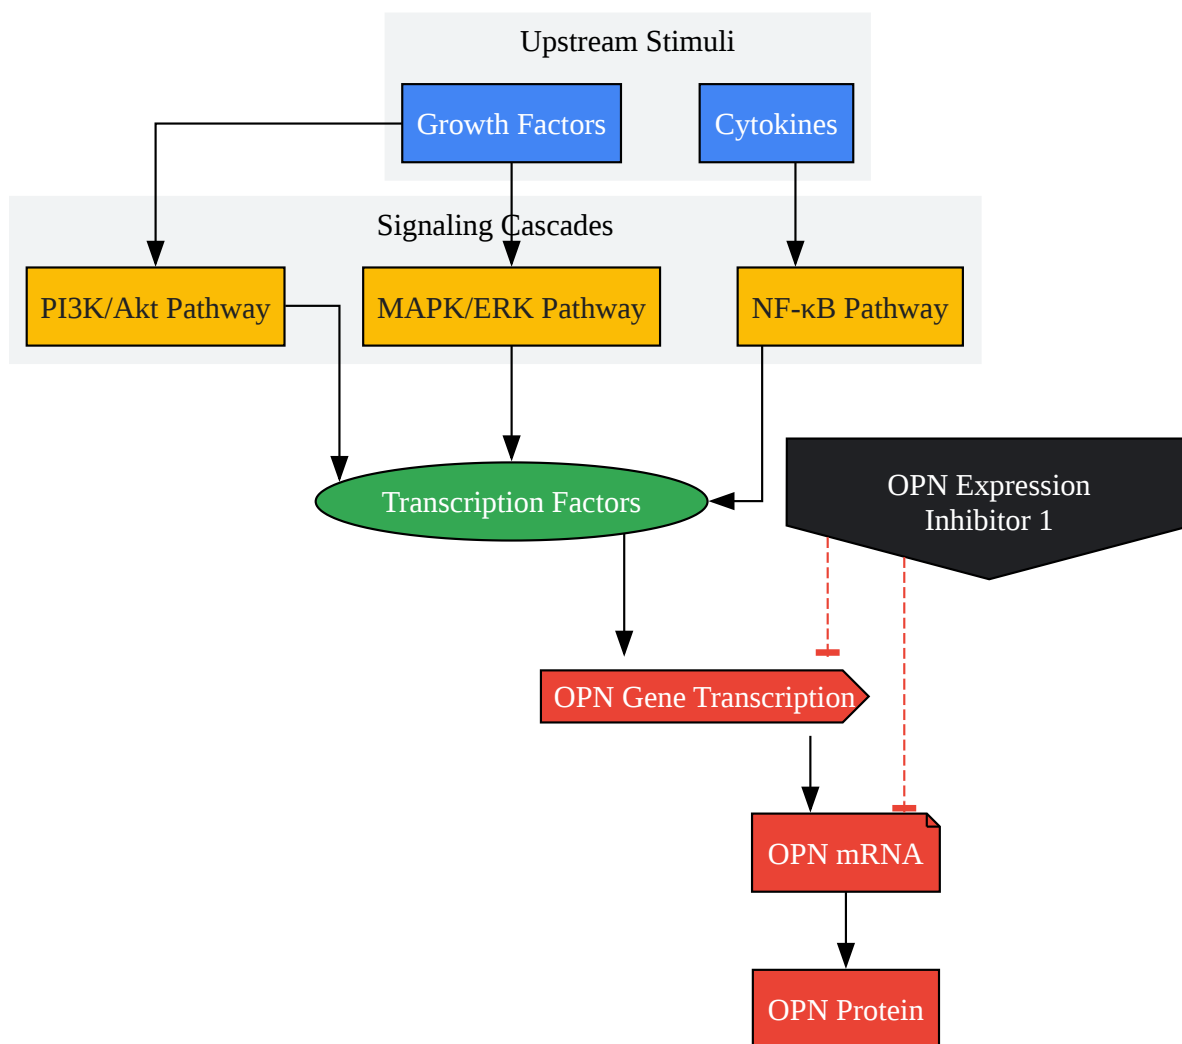 Upstream Stimuli
Growth Factors
Cytokines
Signaling Cascades
PI3K/Akt Pathway
MAPK/ERK Pathway
NF-κB Pathway
Transcription Factors
OPN Expression
Inhibitor 1
OPN Gene Transcription
OPN mRNA
OPN Protein